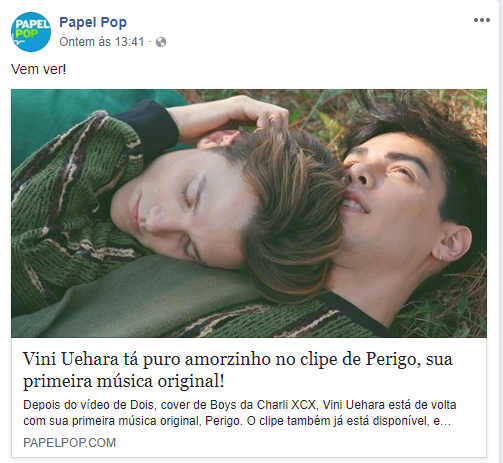 PAPEL
POP
Papel Pop
Ontem às 13:41 ·
Vem ver!
Vini Uehara tá puro amorzinho no clipe de Perigo, sua
primeira música original!
Depois do vídeo de Dois, cover de Boys da Charli XCX, Vini Uehara está de volta
com sua primeira música original, Perigo. O clipe também já está disponível, e...
PAPELPOP.COM